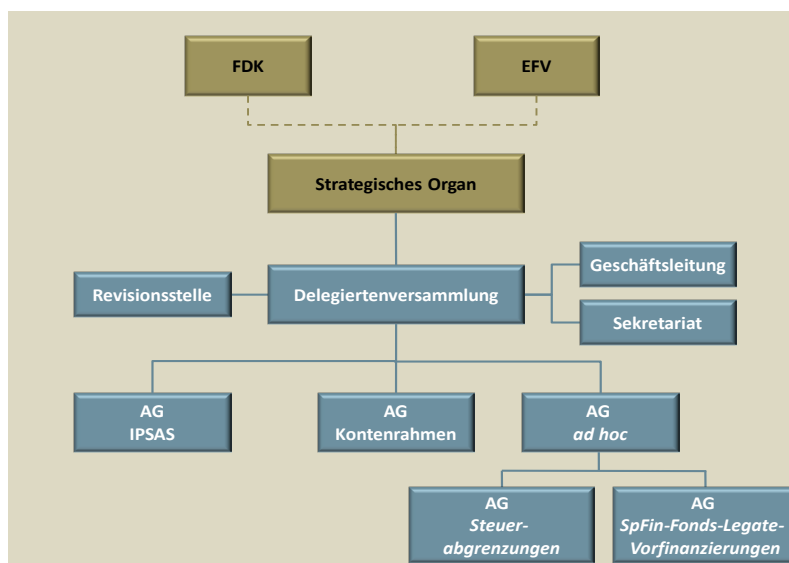 FDK
EFV
Strategisches Organ
Geschäftsleitung
Revisionsstelle
Delegiertenversammlung
Sekretariat
AG
IPSAS
AG
Kontenrahmen
AG
ad hoc
AG
Steuer-
abgrenzungen
AG
SpFin-Fonds-Legate-
Vorfinanzierungen